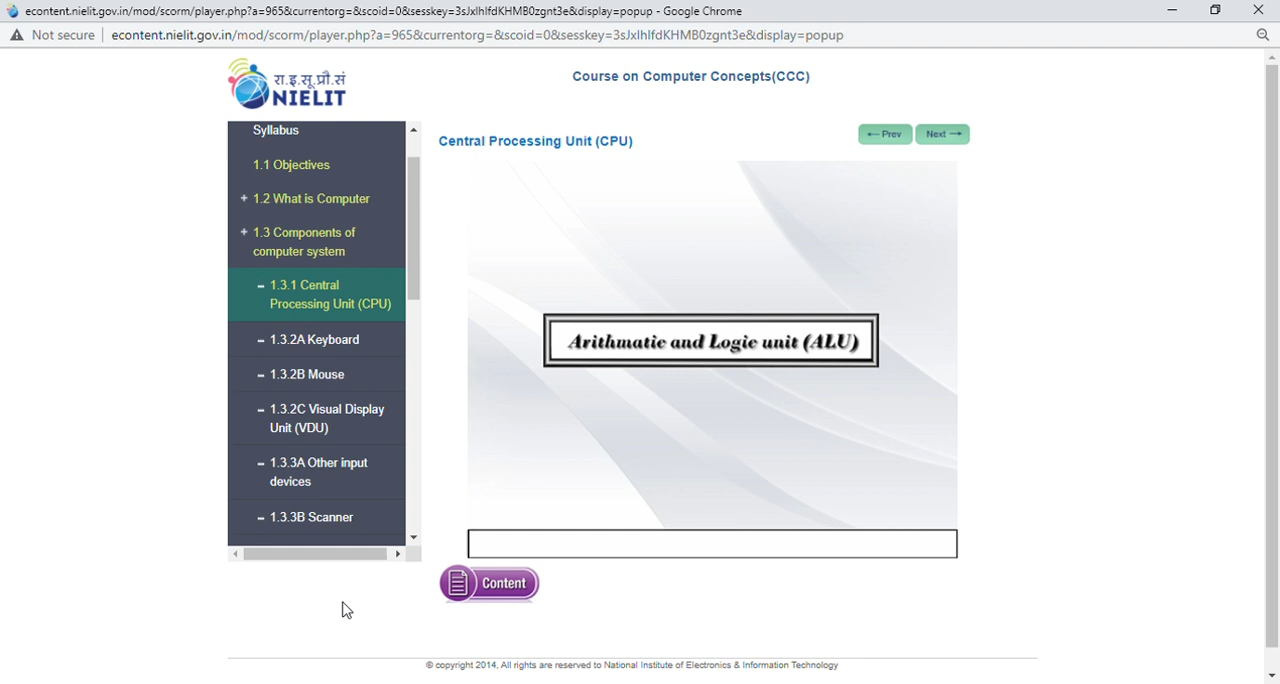 econtent.nielit.gov.in/mod/scorm/player.php?a=965&currentorg=&scoid=0&sesskey=3sJxlhIfdKHMB0zgnt3e&display=popup - Google Chrome
Not secure econtent.nielit.gov.in/mod/scorm/player.php?a=965&currentorg=&scoid=0&sesskey=3sJxlhIfdKHMB0zgnt3e&display=popup
रा.इ.सू.प्रौ.सं
NIELIT
Course on Computer Concepts(CCC)
Syllabus
1.1 Objectives
+ 1.2 What is Computer
+ 1.3 Components of
computer system
– 1.3.1 Central
Processing Unit (CPU)
– 1.3.2A Keyboard
– 1.3.2B Mouse
– 1.3.2C Visual Display
Unit (VDU)
– 1.3.3A Other input
devices
– 1.3.3B Scanner
Central Processing Unit (CPU)
← Prev
Next →
Arithmatic and Logic unit (ALU)
Content
© copyright 2014, All rights are reserved to National Institute of Electronics & Information Technology